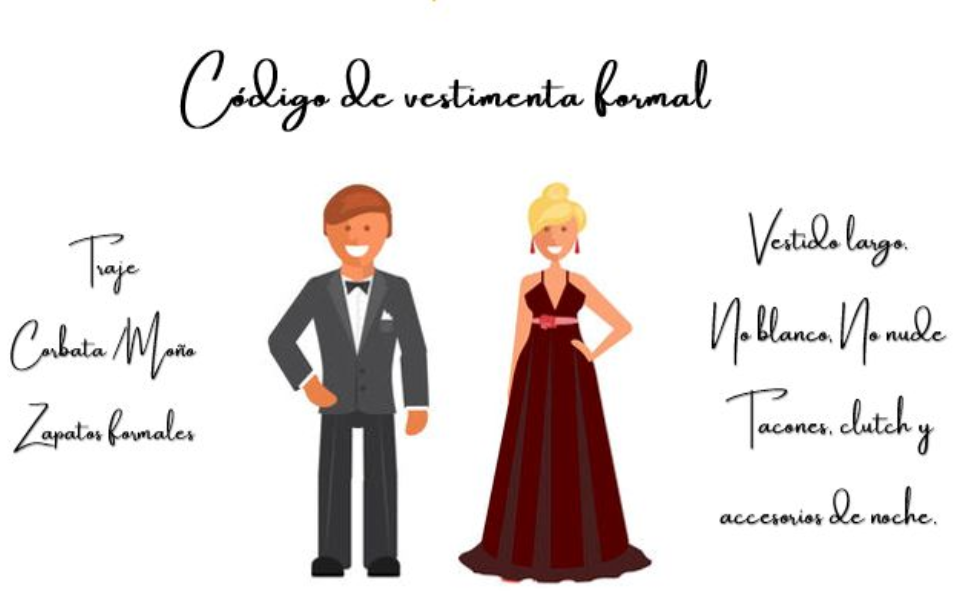 Código de vestimenta formal
Traje
Corbata /Moño
Zapatos formales
Vestido largo.
No blanco, No nude
Tacones, clutch y
accesorios de noche.